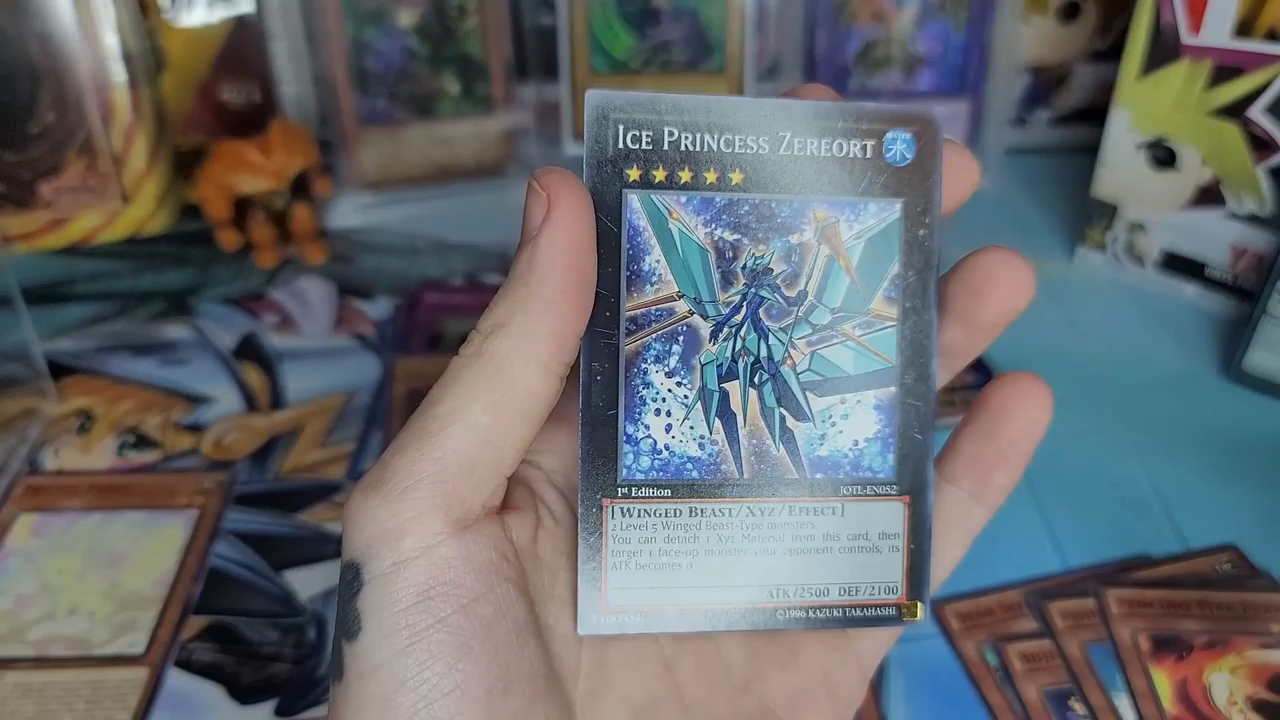 ICE PRINCESS ZEREORT
WATER
水
1st Edition
JOTL-EN052
[WINGED BEAST/XYZ/EFFECT]
2 Level 5 Winged Beast-Type monsters
You can detach 1 Xyz Material from this card, then
target 1 face-up monster your opponent controls; its
ATK becomes 0.
ATK/2500 DEF/2100
©1996 KAZUKI TAKAHASHI